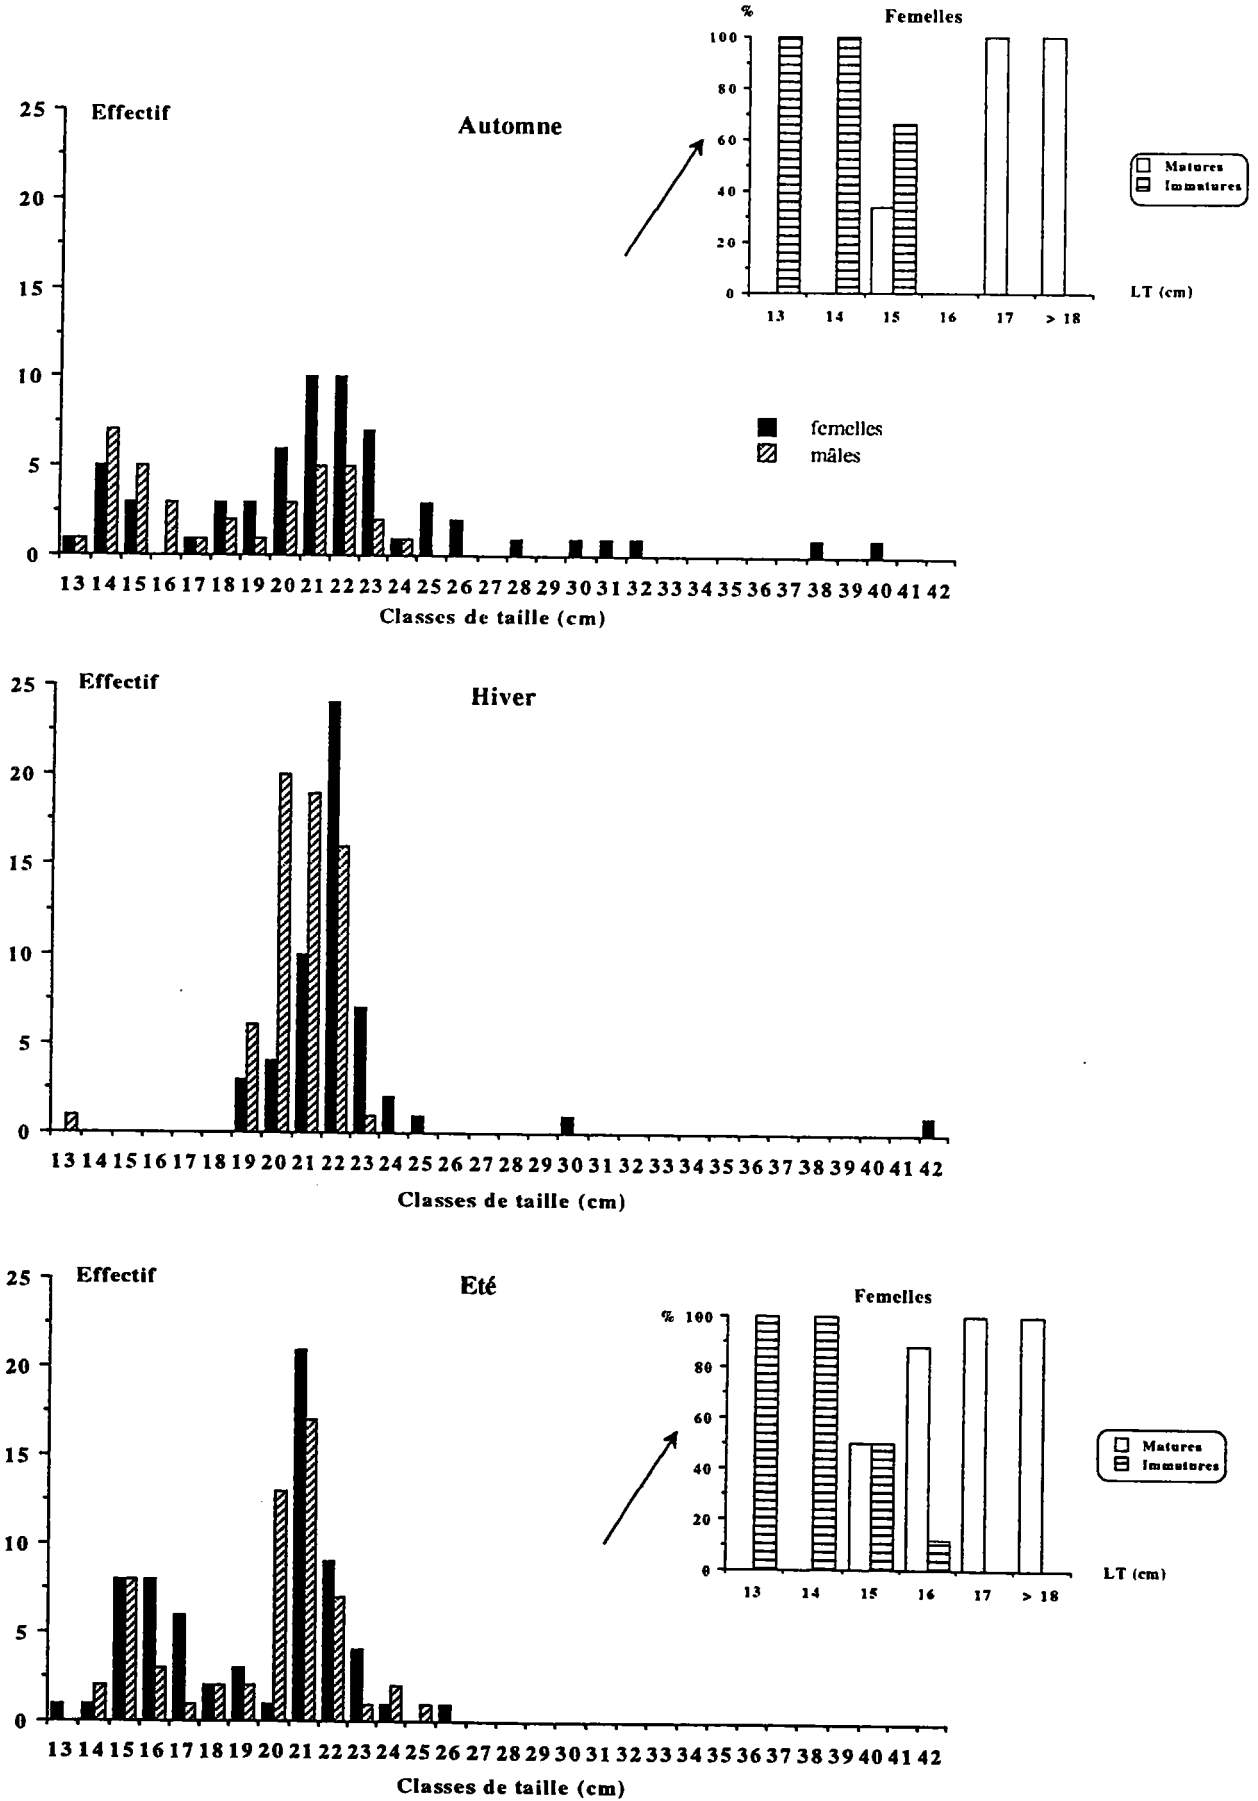 %
Femelles
100
80
60
40
20
0
13 14 15 16 17 > 18
LT (cm)
Matures
Immatures
Effectif
Automne
25
20
15
10
5
0
femelles
mâles
13 14 15 16 17 18 19 20 21 22 23 24 25 26 27 28 29 30 31 32 33 34 35 36 37 38 39 40 41 42
Classes de taille (cm)
Effectif
Hiver
25
20
15
10
5
0
13 14 15 16 17 18 19 20 21 22 23 24 25 26 27 28 29 30 31 32 33 34 35 36 37 38 39 40 41 42
Classes de taille (cm)
Effectif
Eté
25
20
15
10
5
0
13 14 15 16 17 18 19 20 21 22 23 24 25 26 27 28 29 30 31 32 33 34 35 36 37 38 39 40 41 42
Classes de taille (cm)
Femelles
% 100
80
60
40
20
0
13 14 15 16 17 > 18
LT (cm)
Matures
Immatures